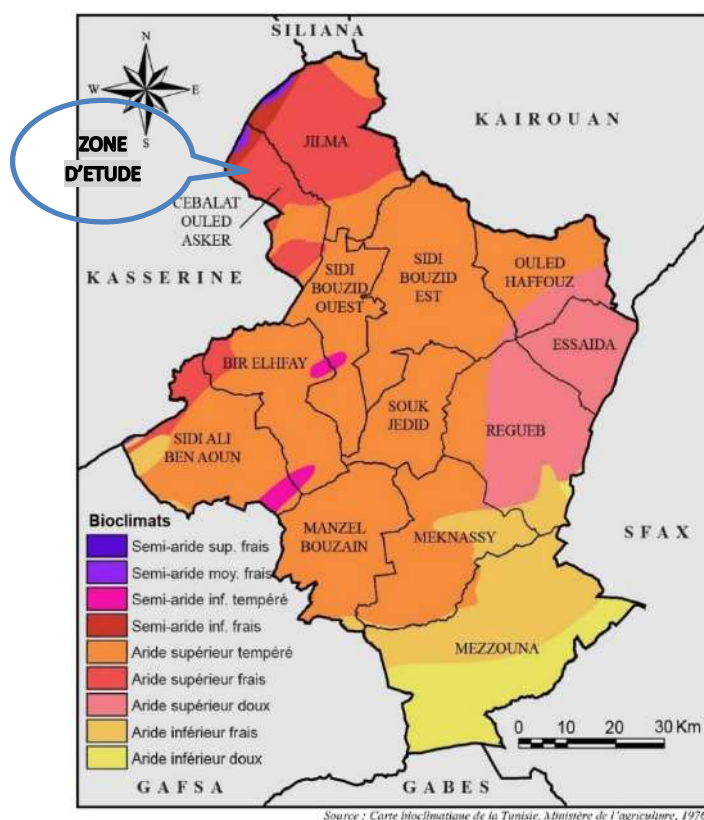 SILIANA
N
W
E
S
KAIROUAN
ZONE
D'ETUDE
JILMA
CEBALAT
OULED
ASKER
KASSERINE
SIDI
BOUZID
OUEST
SIDI
BOUZID
EST
OULED
HAFFOUZ
ESSAIDA
BIR ELHFAY
SOUK
JEDID
REGUEB
SIDI ALI
BEN AOUN
MANZEL
BOUZAIN
MEKNASSY
SFAX
MEZZOUNA
Bioclimats
Semi-aride sup. frais
Semi-aride moy. frais
Semi-aride inf. tempéré
Semi-aride inf. frais
Aride supérieur tempéré
Aride supérieur frais
Aride supérieur doux
Aride inférieur frais
Aride inférieur doux
0 10 20 30 Km
GAFSA
GABES
Source : Carte bioclimatique de la Tunisie. Ministère de l'agriculture, 1976